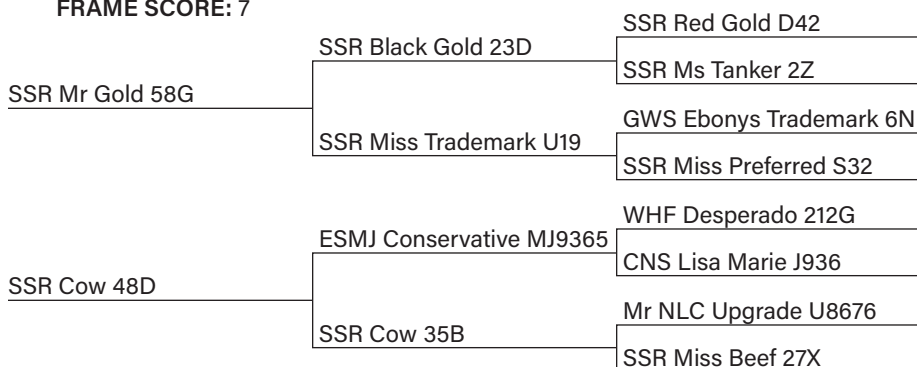 FRAME SCORE: 7
SSR Red Gold D42
SSR Black Gold 23D
SSR Ms Tanker 2Z
SSR Mr Gold 58G
GWS Ebonys Trademark 6N
SSR Miss Trademark U19
SSR Miss Preferred S32
WHF Desperado 212G
ESMJ Conservative MJ9365
CNS Lisa Marie J936
SSR Cow 48D
Mr NLC Upgrade U8676
SSR Cow 35B
SSR Miss Beef 27X